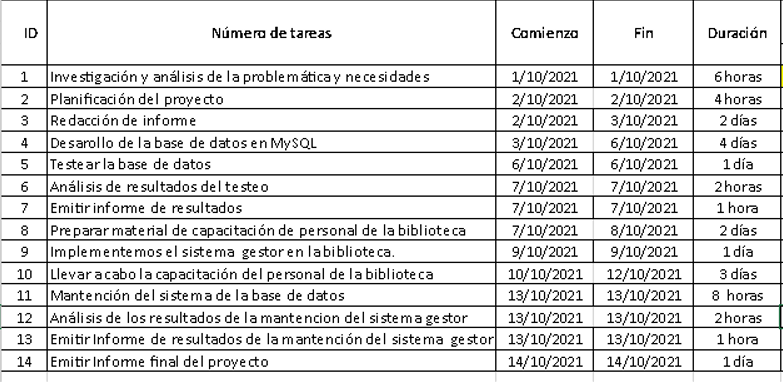 ID Número de tareas Comienzo Fin Duración
1 Investigación y análisis de la problemática y necesidades 1/10/2021 1/10/2021 6 horas
2 Planificación del proyecto 2/10/2021 2/10/2021 4 horas
3 Redacción de informe 2/10/2021 3/10/2021 2 días
4 Desarollo de la base de datos en MySQL 3/10/2021 6/10/2021 4 días
5 Testear la base de datos 6/10/2021 6/10/2021 1 día
6 Análisis de resultados del testeo 7/10/2021 7/10/2021 2 horas
7 Emitir informe de resultados 7/10/2021 7/10/2021 1 hora
8 Preparar material de capacitación de personal de la biblioteca 7/10/2021 8/10/2021 2 días
9 Implementemos el sistema gestor en la biblioteca. 9/10/2021 9/10/2021 1 día
10 Llevar a cabo la capacitación del personal de la biblioteca 10/10/2021 12/10/2021 3 días
11 Mantención del sistema de la base de datos 13/10/2021 13/10/2021 8 horas
12 Análisis de los resultados de la mantencion del sistema gestor 13/10/2021 13/10/2021 2 horas
13 Emitir Informe de resultados de la mantención del sistema gestor 13/10/2021 13/10/2021 1 hora
14 Emitir Informe final del proyecto 14/10/2021 14/10/2021 1 día